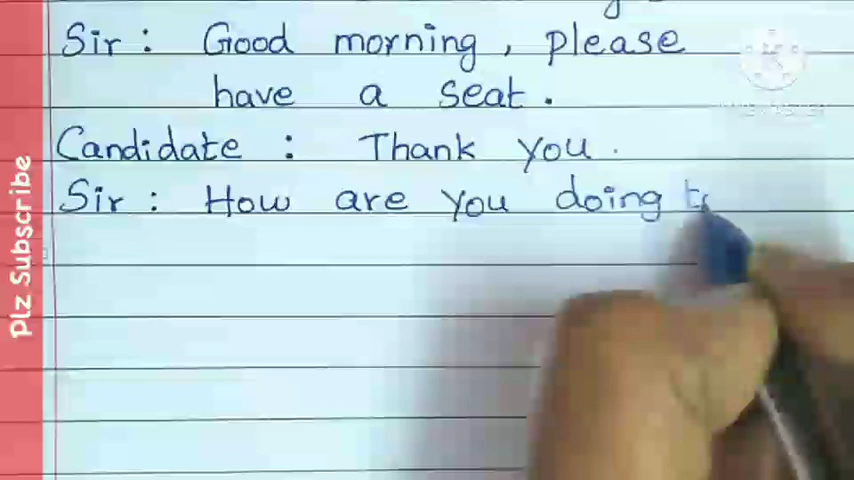 Sir : Good morning, please
have a seat.
Candidate : Thank you.
Sir : How are you doing
Plz Subscribe